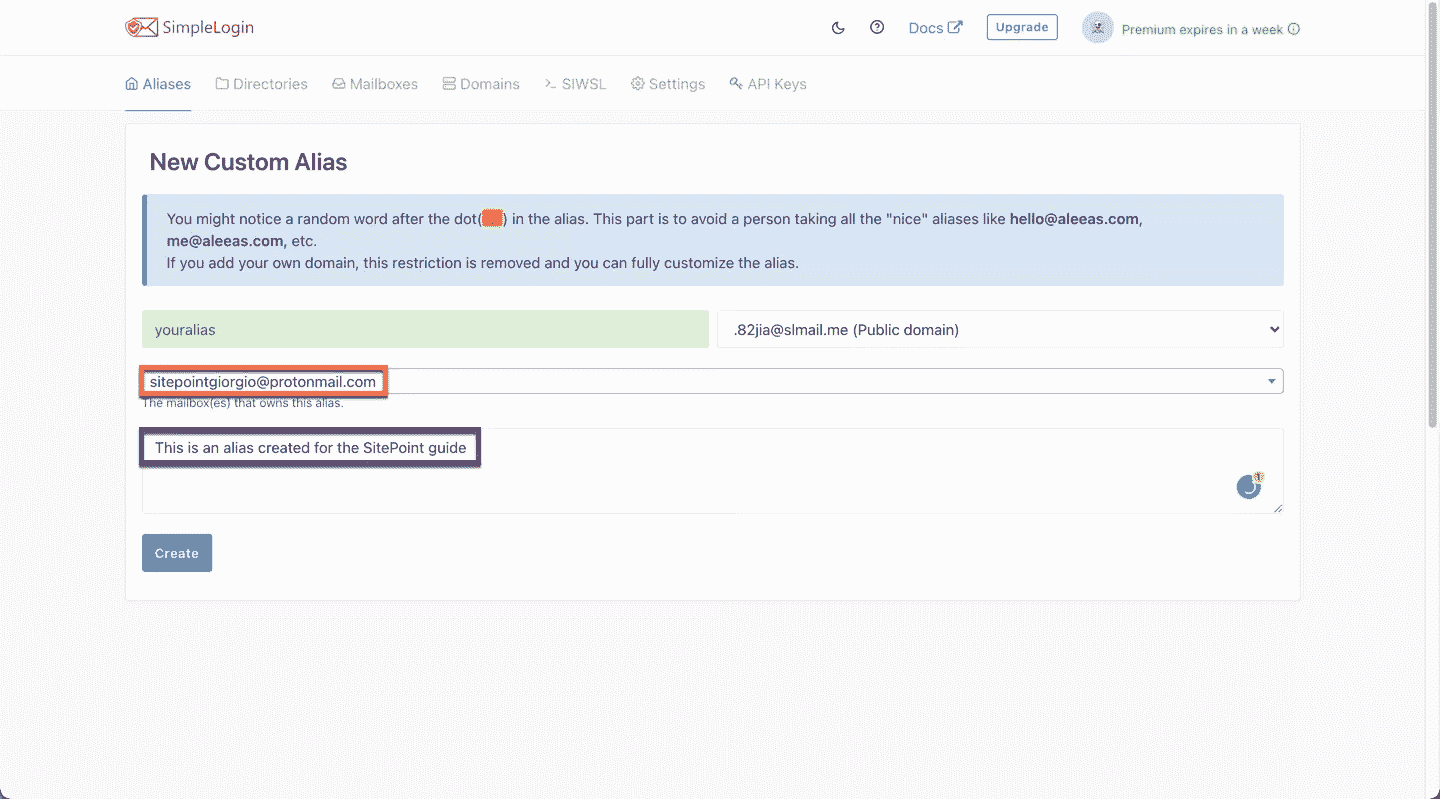 SimpleLogin
Docs
Upgrade
Premium expires in a week
Aliases
Directories
Mailboxes
Domains
SIWSL
Settings
API Keys
New Custom Alias
You might notice a random word after the dot(.) in the alias. This part is to avoid a person taking all the "nice" aliases like hello@aleeas.com,
me@aleeas.com, etc.
If you add your own domain, this restriction is removed and you can fully customize the alias.
youralias
.82jia@slmail.me (Public domain)
sitepointgiorgio@protonmail.com
The mailbox(es) that owns this alias.
This is an alias created for the SitePoint guide
1
Create